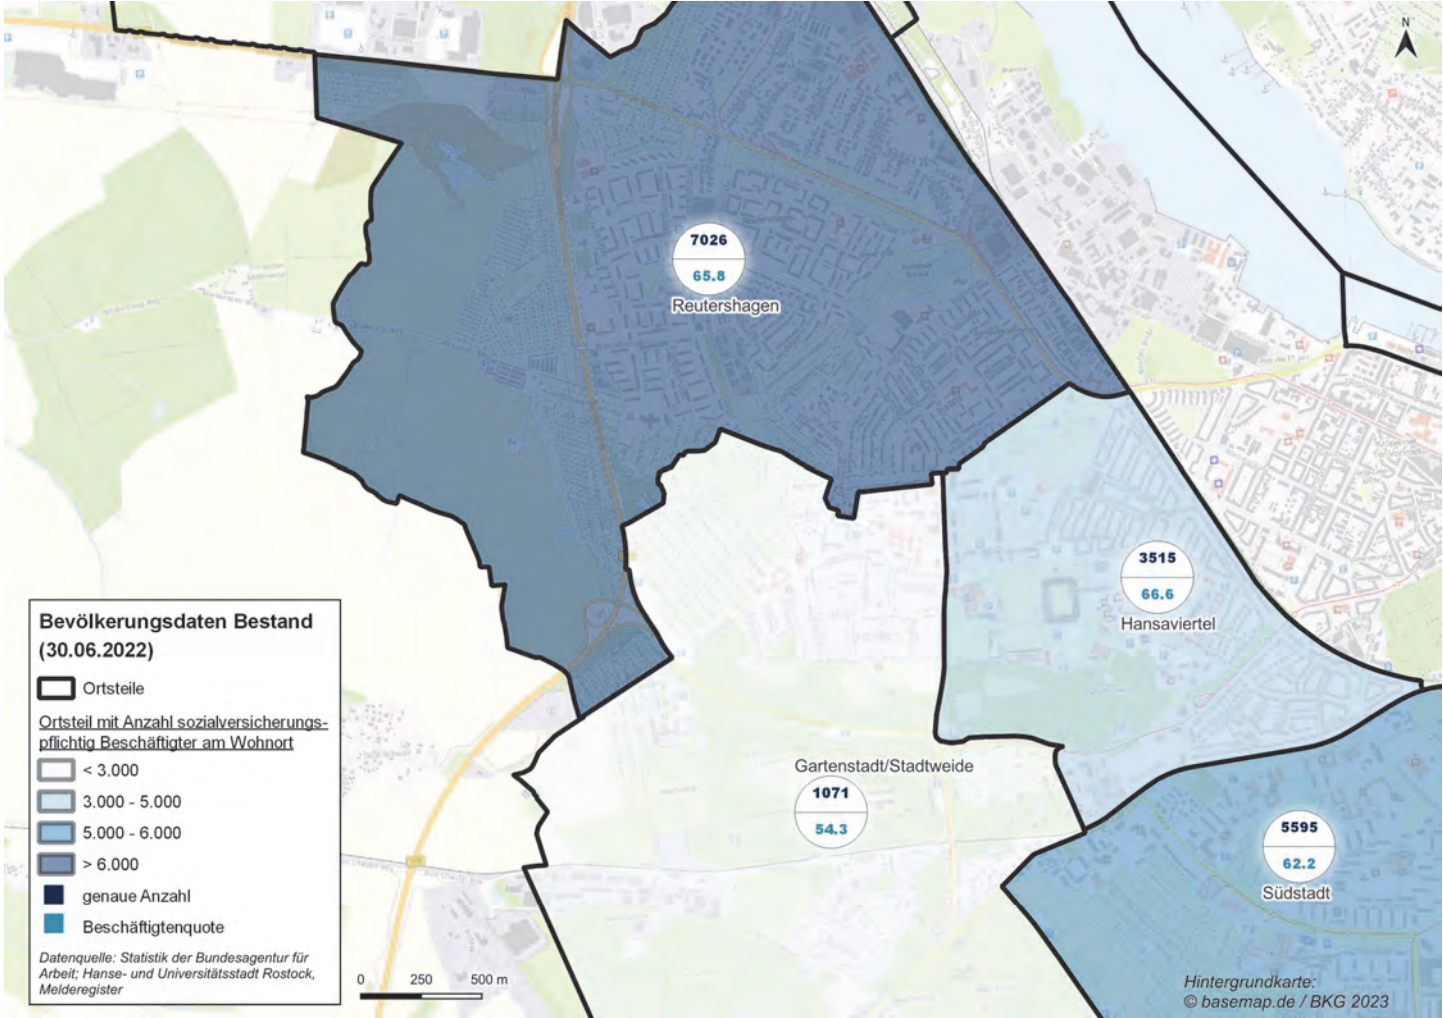 N
7026
65.8
Reutershagen
3515
66.6
Hansaviertel
Gartenstadt/Stadtweide
1071
54.3
5595
62.2
Südstadt
Bevölkerungsdaten Bestand
(30.06.2022)
Ortsteile
Ortsteil mit Anzahl sozialversicherungs-
pflichtig Beschäftigter am Wohnort
< 3.000
3.000 - 5.000
5.000 - 6.000
> 6.000
genaue Anzahl
Beschäftigtenquote
Datenquelle: Statistik der Bundesagentur für
Arbeit; Hanse- und Universitätsstadt Rostock,
Melderegister
0 250 500 m
Hintergrundkarte:
© basemap.de / BKG 2023